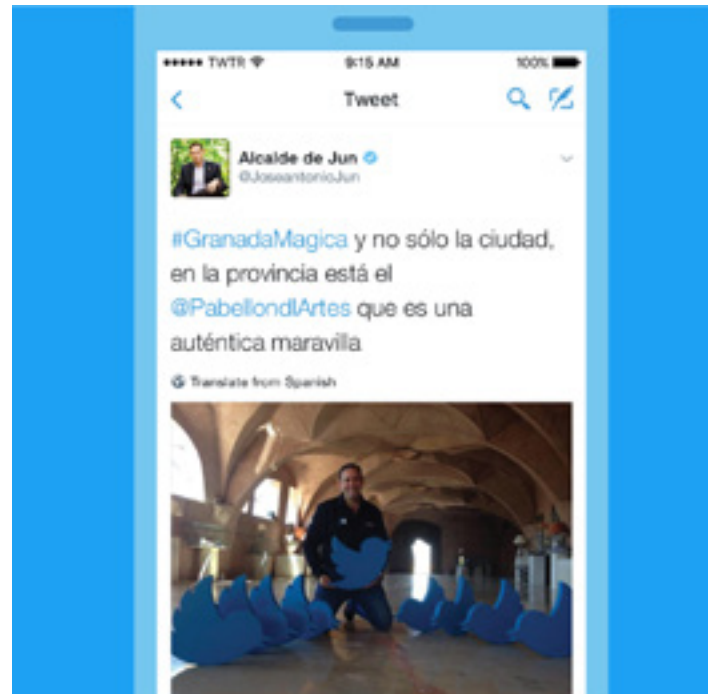 TWTR 9:15 AM 100%
Tweet
Alcalde de Jun
@JoseantonioJun
#GranadaMagica y no sólo la ciudad,
en la provincia está el
@PabellondlArtes que es una
auténtica maravilla
Translate from Spanish